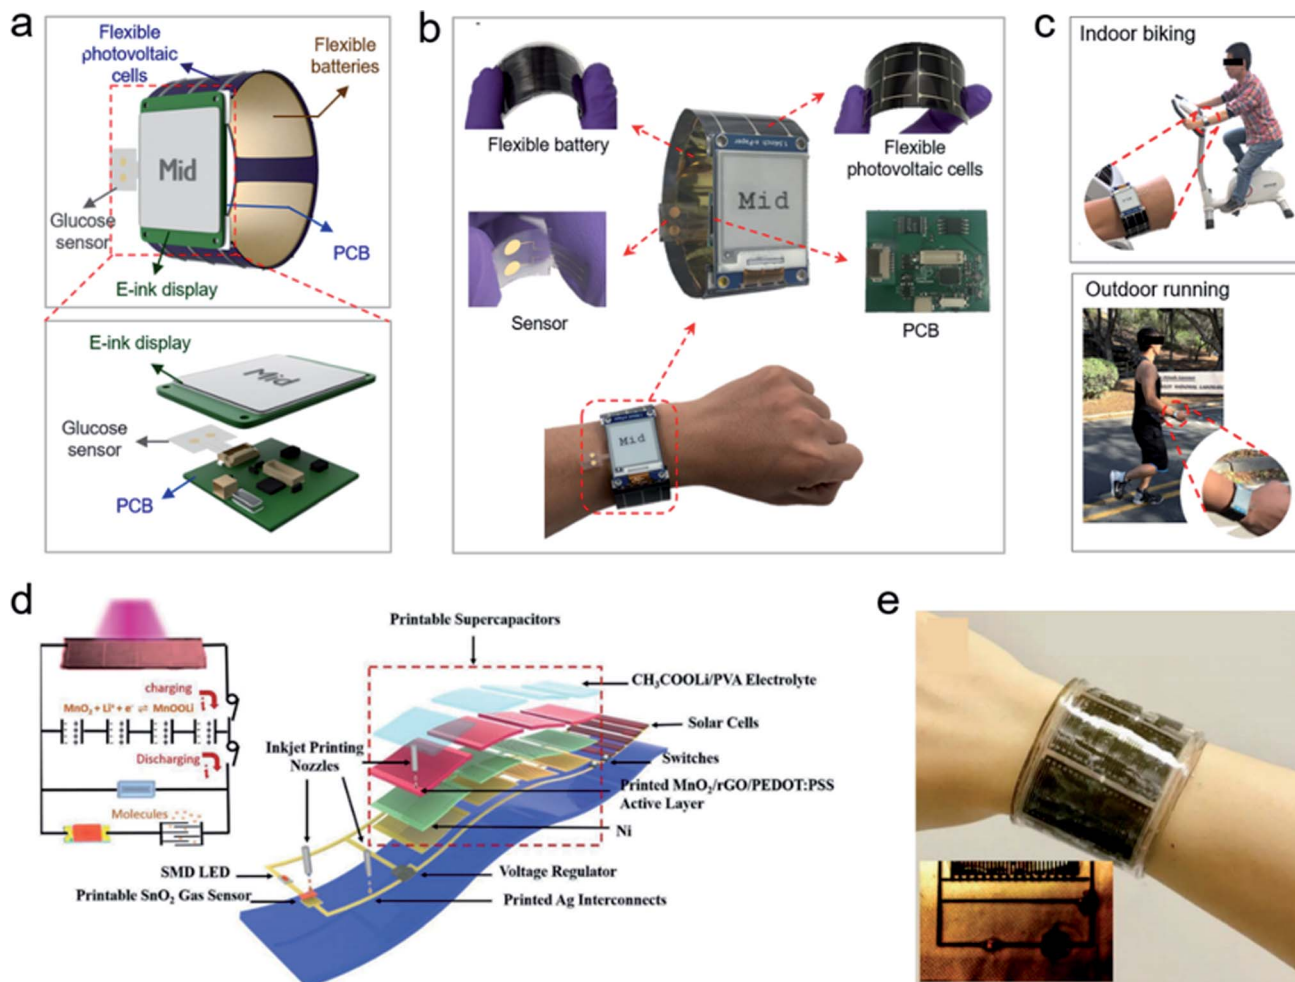 a
Flexible
photovoltaic
cells
Flexible
batteries
Mid
Glucose
sensor
PCB
E-ink display
E-ink display
Mid
Glucose
sensor
PCB
b
Flexible battery
Flexible
photovoltaic cells
1.54inch e-Paper
Mid
Sensor
PCB
Mid
c
Indoor biking
Outdoor running
d
charging
i
MnO₂ + Li⁺ + e⁻ ⇌ MnOOLi
Discharging
i
Molecules
Printable Supercapacitors
CH₃COOLi/PVA Electrolyte
Solar Cells
Switches
Inkjet Printing
Nozzles
Printed MnO₂/rGO/PEDOT:PSS
Active Layer
Ni
SMD LED
Voltage Regulator
Printable SnO₂ Gas Sensor
Printed Ag Interconnects
e